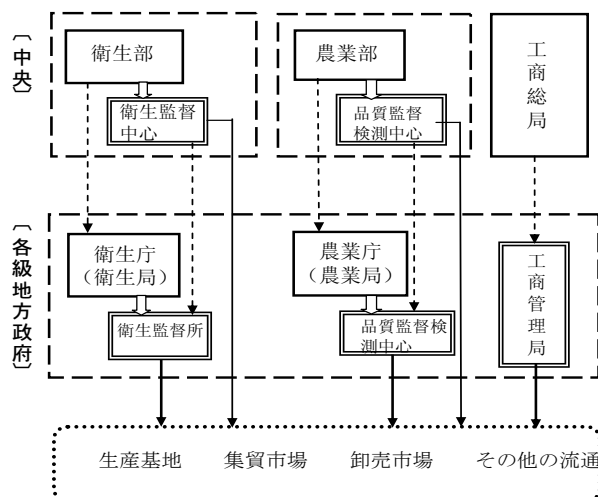 〔中央〕
衛生部
衛生監督
中心
農業部
品質監督
検測中心
工商総局
〔各級地方政府〕
衛生庁
（衛生局）
衛生監督所
農業庁
（農業局）
品質監督検
測中心
工商管理局
生産基地 集貿市場 卸売市場 その他の流通